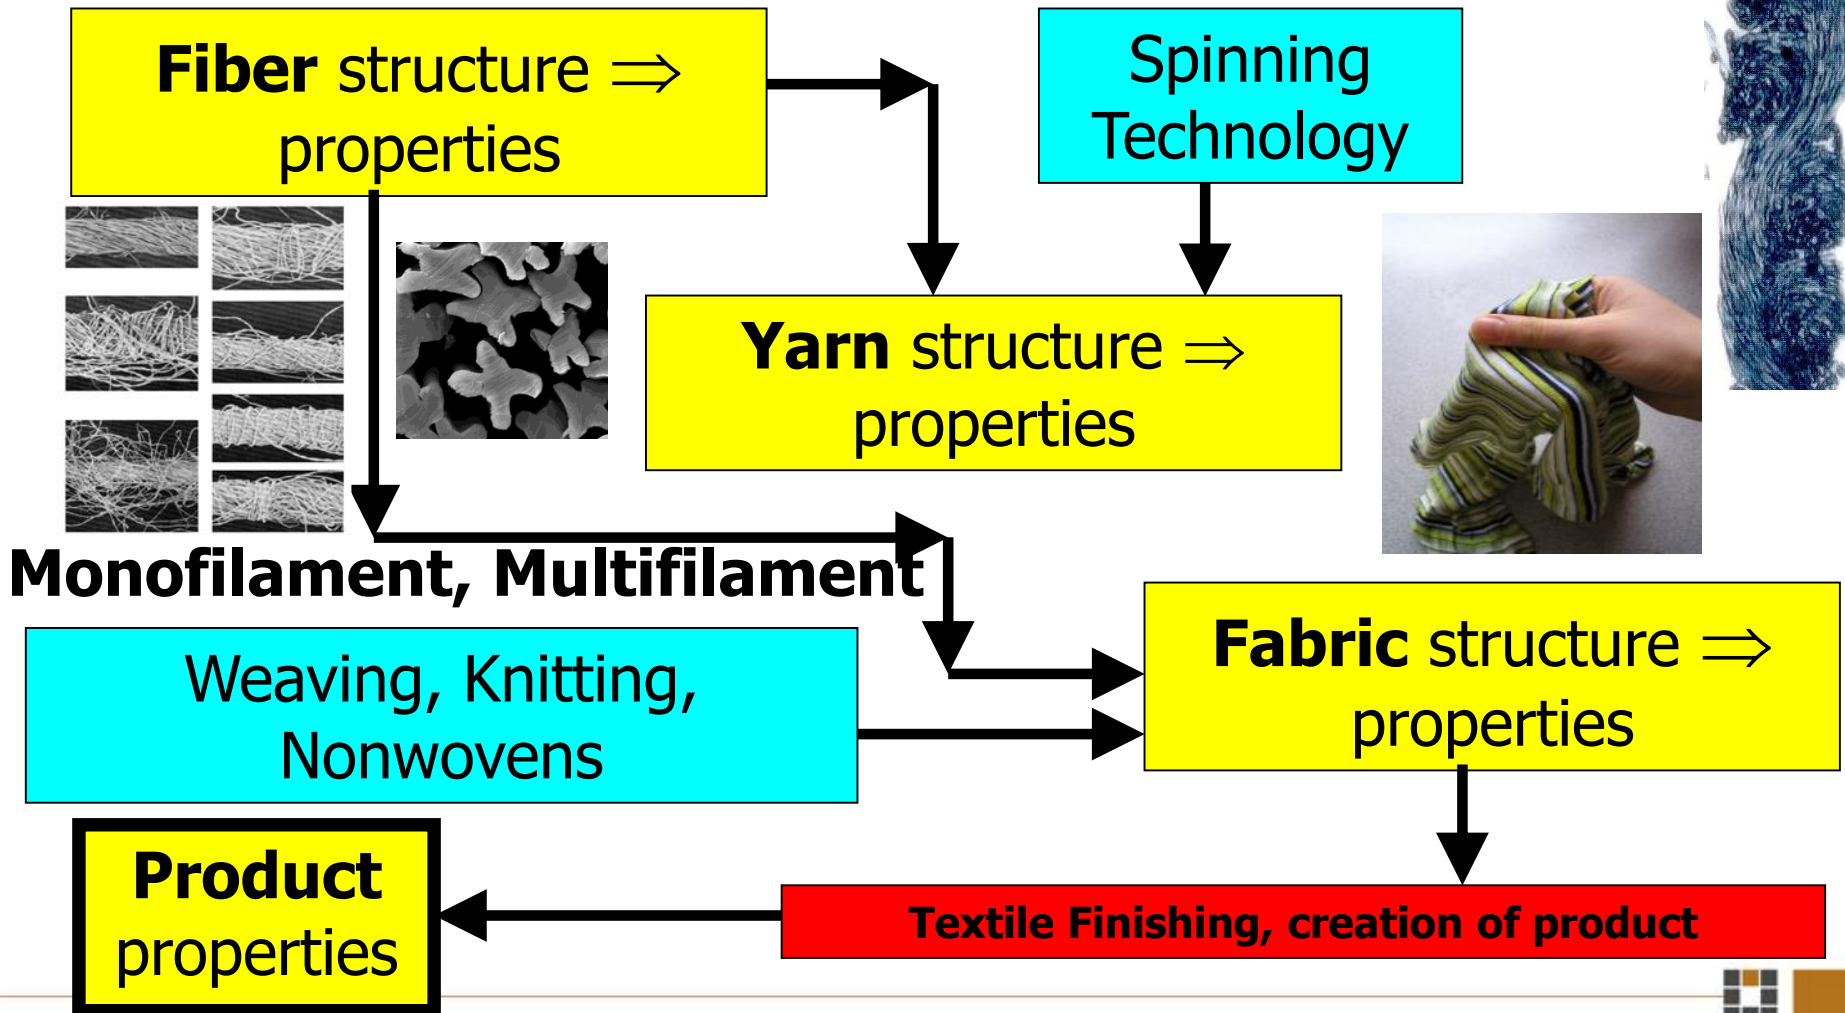 Fiber structure ⇒
properties
Spinning
Technology
Yarn structure ⇒
properties
Monofilament, Multifilament
Weaving, Knitting,
Nonwovens
Fabric structure ⇒
properties
Product
properties
Textile Finishing, creation of product